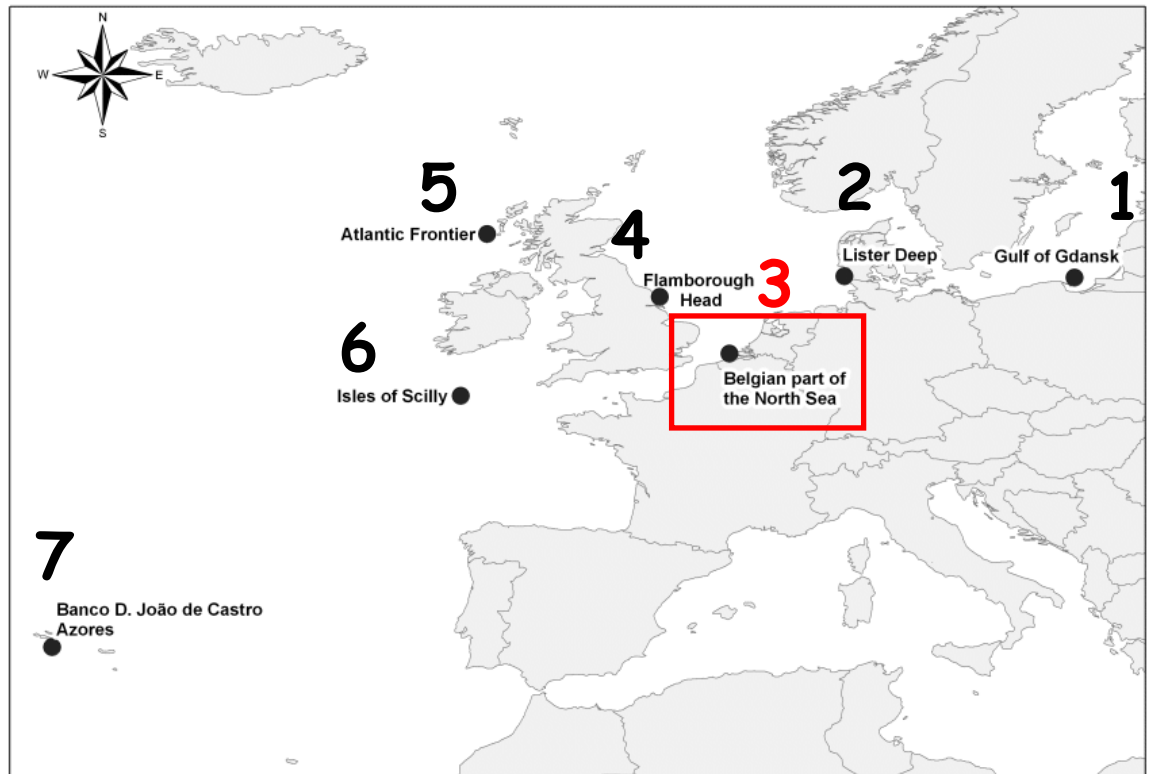 N
W
E
S
5
2
1
Atlantic Frontier
4
Lister Deep
Gulf of Gdansk
3
Flamborough
Head
6
Belgian part of
the North Sea
Isles of Scilly
7
Banco D. João de Castro
Azores